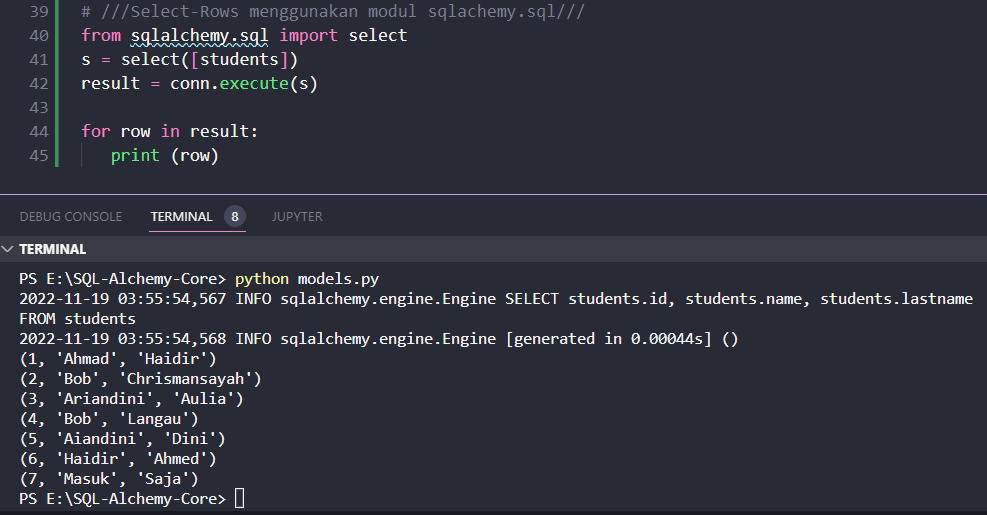 39 # ///Select-Rows menggunakan modul sqlachemy.sql///
40 from sqlalchemy.sql import select
41 s = select([students])
42 result = conn.execute(s)
43
44 for row in result:
45 print (row)
DEBUG CONSOLE TERMINAL 8 JUPYTER
TERMINAL
PS E:\SQL-Alchemy-Core> python models.py
2022-11-19 03:55:54,567 INFO sqlalchemy.engine.Engine SELECT students.id, students.name, students.lastname
FROM students
2022-11-19 03:55:54,568 INFO sqlalchemy.engine.Engine [generated in 0.00044s] ()
(1, 'Ahmad', 'Haidir')
(2, 'Bob', 'Chrismansayah')
(3, 'Ariandini', 'Aulia')
(4, 'Bob', 'Langau')
(5, 'Aiandini', 'Dini')
(6, 'Haidir', 'Ahmed')
(7, 'Masuk', 'Saja')
PS E:\SQL-Alchemy-Core>